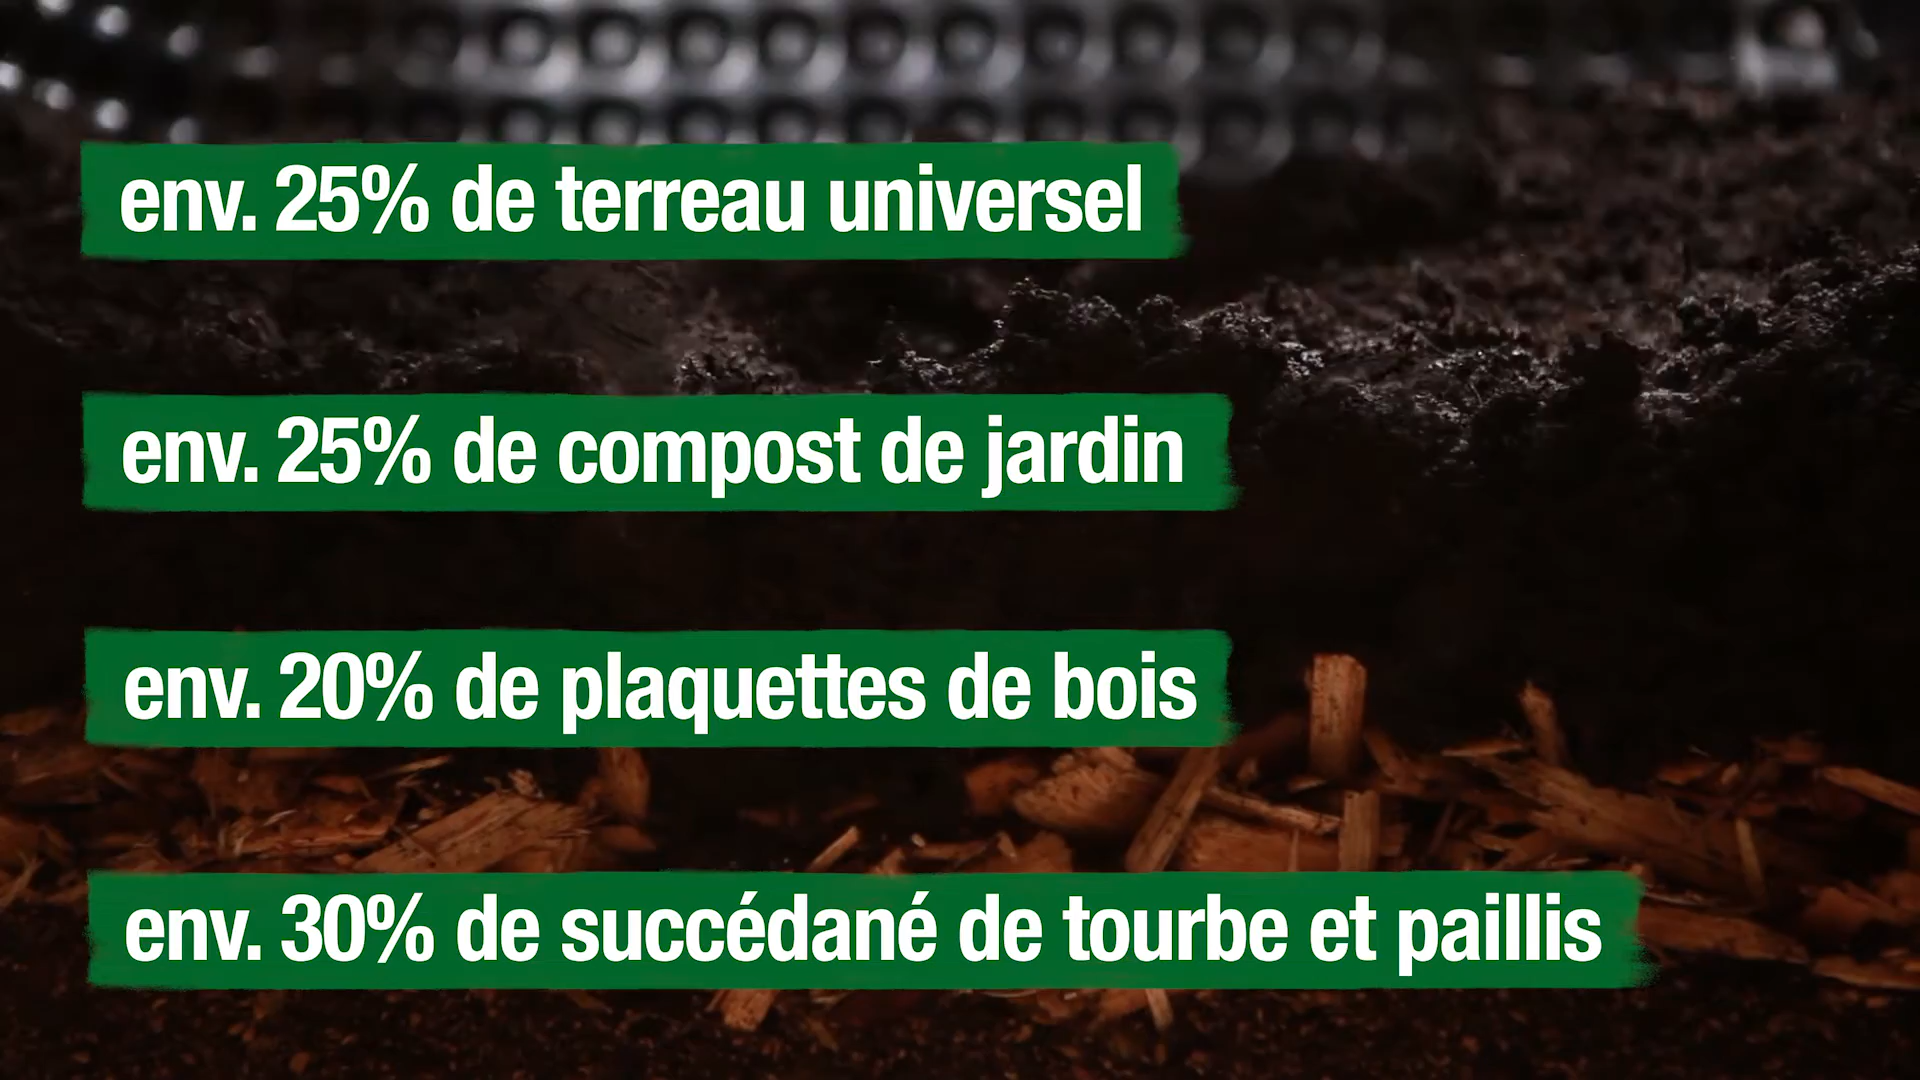 env. 25% de terreau universel
env. 25% de compost de jardin
env. 20% de plaquettes de bois
env. 30% de succédané de tourbe et paillis